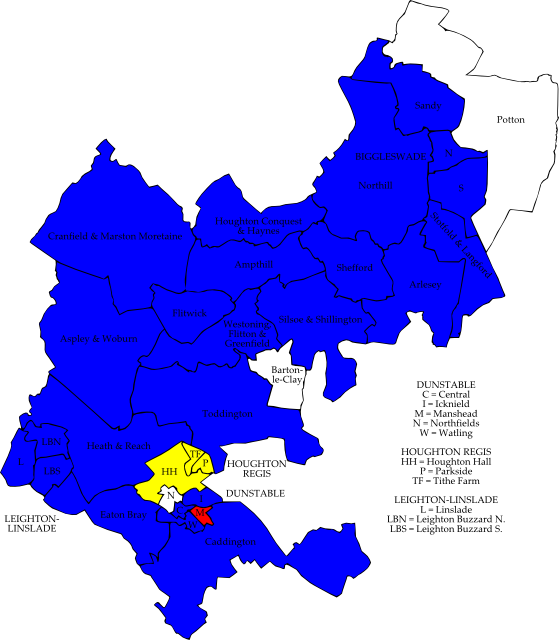 Sandy
Potton
BIGGLESWADE
N
S
Northill
Stotfold & Langford
Houghton Conquest
& Haynes
Cranfield & Marston Moretaine
Ampthill
Shefford
Arlesey
Flitwick
Silsoe & Shillington
Westoning,
Flitton &
Greenfield
Aspley & Woburn
Barton-
le-Clay
Toddington
Heath & Reach
LBN
L
LBS
TF
P
HH
HOUGHTON
REGIS
N
DUNSTABLE
Eaton Bray
M
W
Caddington
LEIGHTON-
LINSLADE
DUNSTABLE
C = Central
I = Icknield
M = Manshead
N = Northfields
W = Watling
HOUGHTON REGIS
HH = Houghton Hall
P = Parkside
TF = Tithe Farm
LEIGHTON-LINSLADE
L = Linslade
LBN = Leighton Buzzard N.
LBS = Leighton Buzzard S.